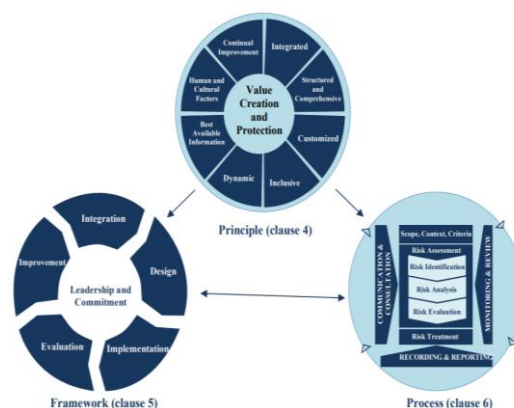 Continual
Improvement
Integrated
Human and
Cultural
Factors
Value
Creation
and
Protection
Structured
and
Comprehensive
Best
Available
Information
Customized
Dynamic
Inclusive
Principle (clause 4)
Integration
Improvement
Design
Leadership and
Commitment
Evaluation
Implementation
Framework (clause 5)
Scope, Context, Criteria
Risk Assessment
Risk Identification
Risk Analysis
Risk Evaluation
Risk Treatment
COMMUNICATION &
CONSULTATION
MONITORING & REVIEW
RECORDING & REPORTING
Process (clause 6)